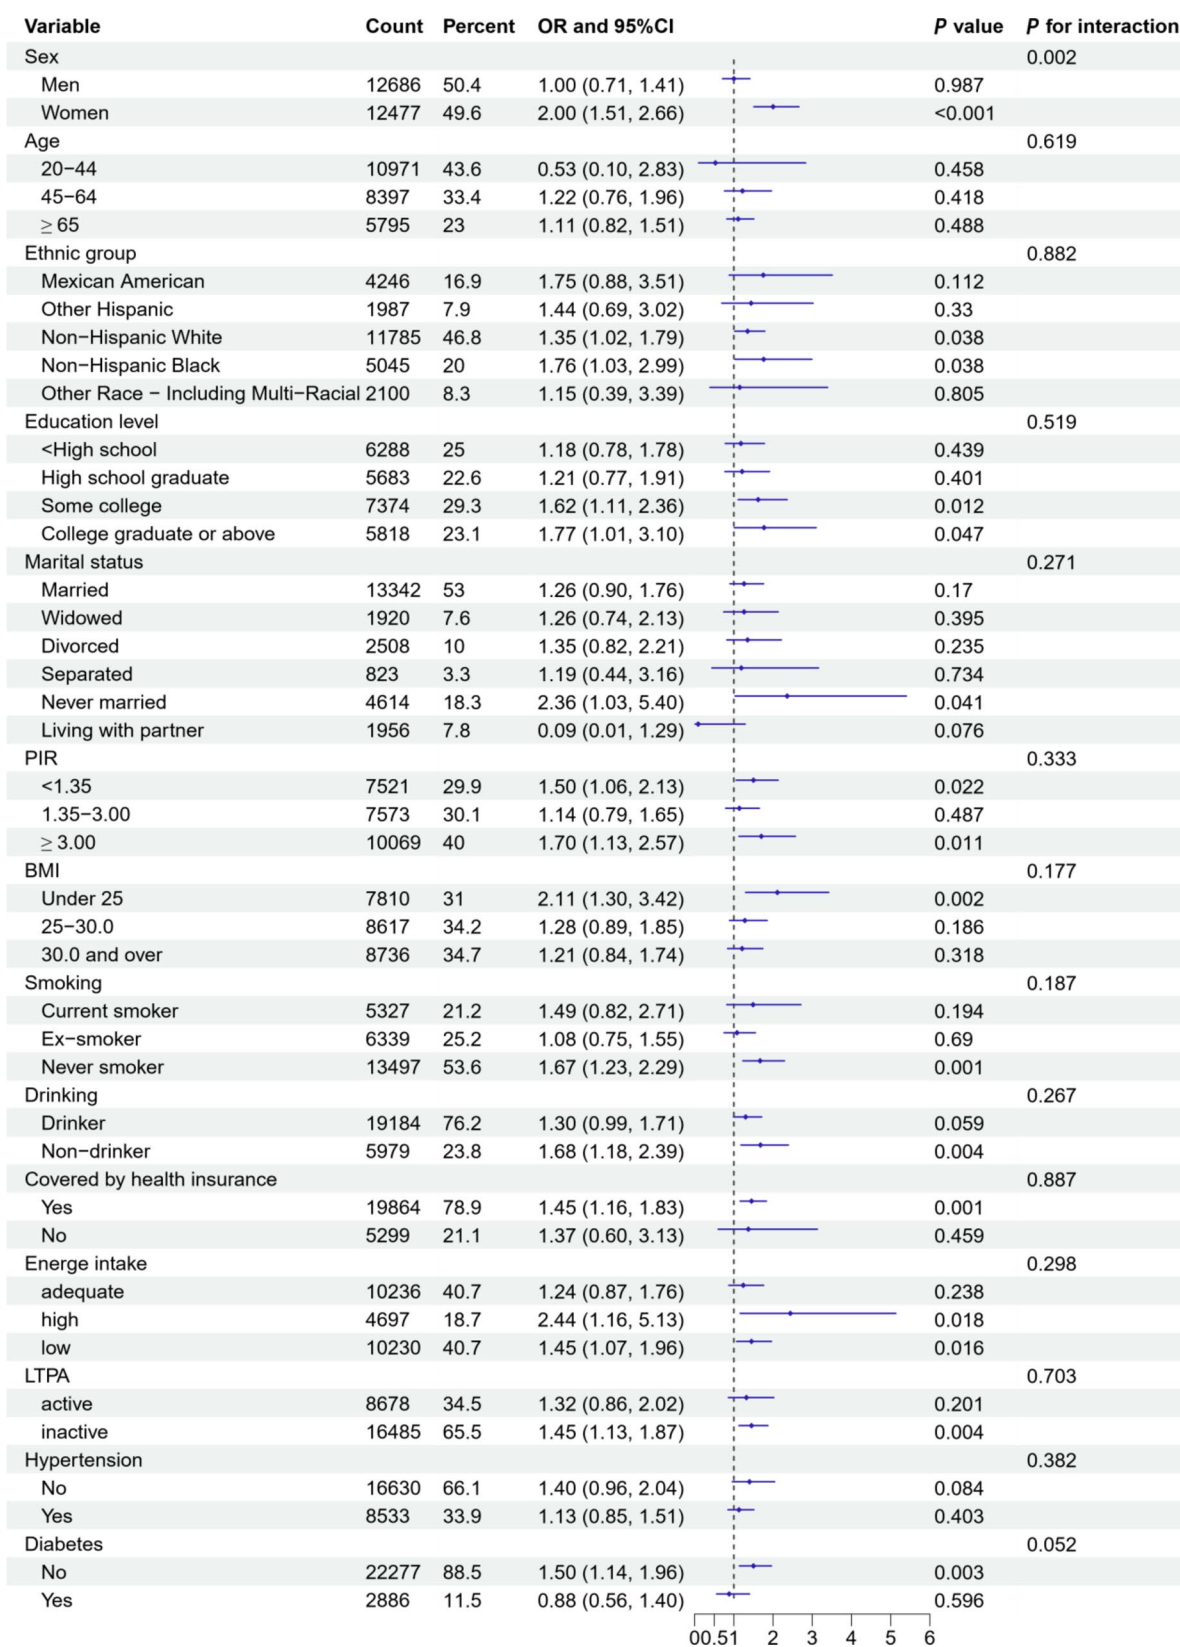 Variable Count Percent OR and 95%CI P value P for interaction
Sex 0.002
Men 12686 50.4 1.00 (0.71, 1.41) 0.987
Women 12477 49.6 2.00 (1.51, 2.66) <0.001
Age 0.619
20−44 10971 43.6 0.53 (0.10, 2.83) 0.458
45−64 8397 33.4 1.22 (0.76, 1.96) 0.418
≥ 65 5795 23 1.11 (0.82, 1.51) 0.488
Ethnic group 0.882
Mexican American 4246 16.9 1.75 (0.88, 3.51) 0.112
Other Hispanic 1987 7.9 1.44 (0.69, 3.02) 0.33
Non−Hispanic White 11785 46.8 1.35 (1.02, 1.79) 0.038
Non−Hispanic Black 5045 20 1.76 (1.03, 2.99) 0.038
Other Race − Including Multi−Racial 2100 8.3 1.15 (0.39, 3.39) 0.805
Education level 0.519
<High school 6288 25 1.18 (0.78, 1.78) 0.439
High school graduate 5683 22.6 1.21 (0.77, 1.91) 0.401
Some college 7374 29.3 1.62 (1.11, 2.36) 0.012
College graduate or above 5818 23.1 1.77 (1.01, 3.10) 0.047
Marital status 0.271
Married 13342 53 1.26 (0.90, 1.76) 0.17
Widowed 1920 7.6 1.26 (0.74, 2.13) 0.395
Divorced 2508 10 1.35 (0.82, 2.21) 0.235
Separated 823 3.3 1.19 (0.44, 3.16) 0.734
Never married 4614 18.3 2.36 (1.03, 5.40) 0.041
Living with partner 1956 7.8 0.09 (0.01, 1.29) 0.076
PIR 0.333
<1.35 7521 29.9 1.50 (1.06, 2.13) 0.022
1.35−3.00 7573 30.1 1.14 (0.79, 1.65) 0.487
≥ 3.00 10069 40 1.70 (1.13, 2.57) 0.011
BMI 0.177
Under 25 7810 31 2.11 (1.30, 3.42) 0.002
25−30.0 8617 34.2 1.28 (0.89, 1.85) 0.186
30.0 and over 8736 34.7 1.21 (0.84, 1.74) 0.318
Smoking 0.187
Current smoker 5327 21.2 1.49 (0.82, 2.71) 0.194
Ex−smoker 6339 25.2 1.08 (0.75, 1.55) 0.69
Never smoker 13497 53.6 1.67 (1.23, 2.29) 0.001
Drinking 0.267
Drinker 19184 76.2 1.30 (0.99, 1.71) 0.059
Non−drinker 5979 23.8 1.68 (1.18, 2.39) 0.004
Covered by health insurance 0.887
Yes 19864 78.9 1.45 (1.16, 1.83) 0.001
No 5299 21.1 1.37 (0.60, 3.13) 0.459
Energe intake 0.298
adequate 10236 40.7 1.24 (0.87, 1.76) 0.238
high 4697 18.7 2.44 (1.16, 5.13) 0.018
low 10230 40.7 1.45 (1.07, 1.96) 0.016
LTPA 0.703
active 8678 34.5 1.32 (0.86, 2.02) 0.201
inactive 16485 65.5 1.45 (1.13, 1.87) 0.004
Hypertension 0.382
No 16630 66.1 1.40 (0.96, 2.04) 0.084
Yes 8533 33.9 1.13 (0.85, 1.51) 0.403
Diabetes 0.052
No 22277 88.5 1.50 (1.14, 1.96) 0.003
Yes 2886 11.5 0.88 (0.56, 1.40) 0.596
0 0.5 1 2 3 4 5 6